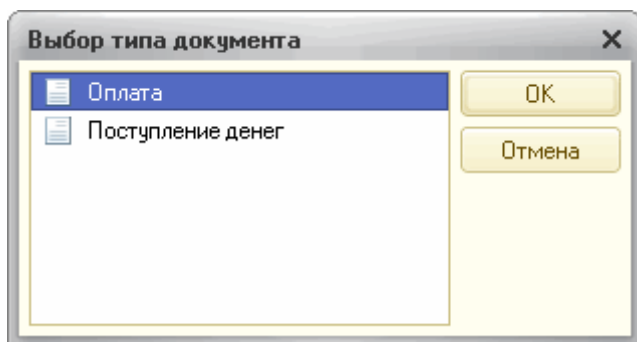 Выбор типа документа
Оплата
Поступление денег
OK
Отмена